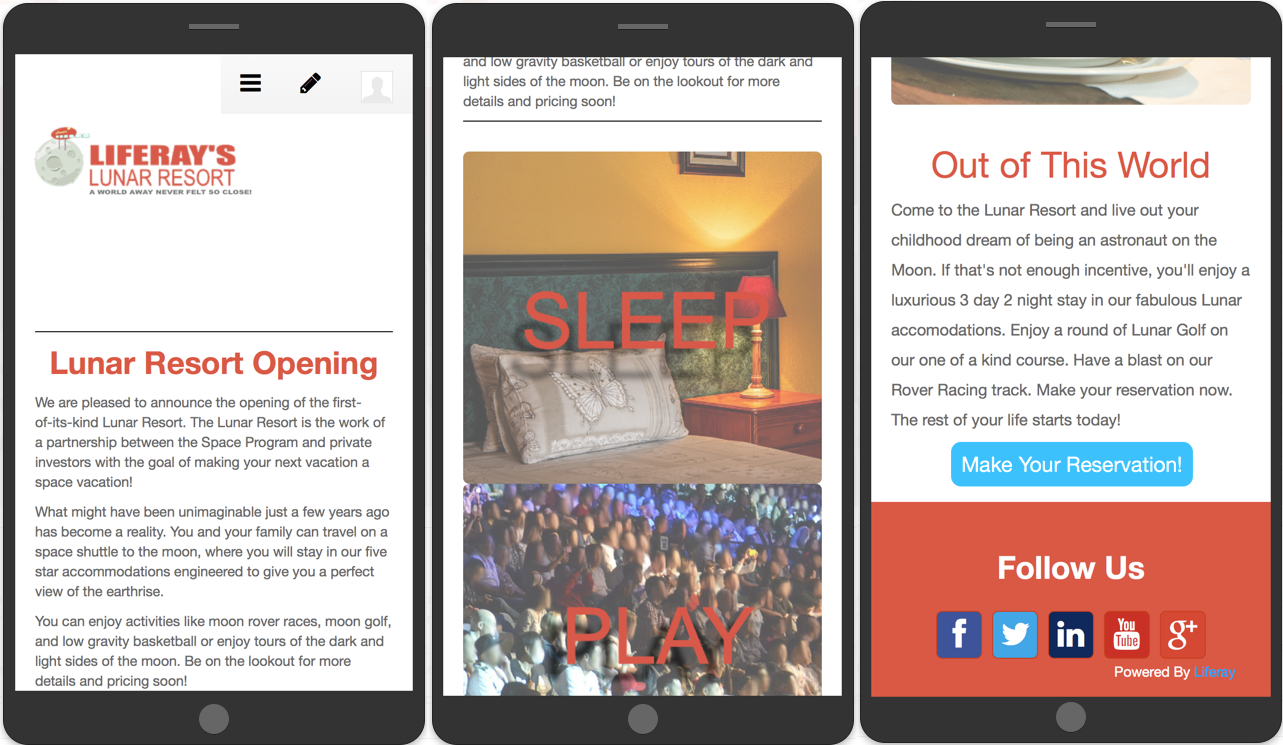 LIFERAY'S
LUNAR RESORT
A WORLD AWAY NEVER FELT SO CLOSE!
Lunar Resort Opening
We are pleased to announce the opening of the first-
of-its-kind Lunar Resort. The Lunar Resort is the work of
a partnership between the Space Program and private
investors with the goal of making your next vacation a
space vacation!
What might have been unimaginable just a few years ago
has become a reality. You and your family can travel on a
space shuttle to the moon, where you will stay in our five
star accommodations engineered to give you a perfect
view of the earthrise.
You can enjoy activities like moon rover races, moon golf,
and low gravity basketball or enjoy tours of the dark and
light sides of the moon. Be on the lookout for more
details and pricing soon!
and low gravity basketball or enjoy tours of the dark and
light sides of the moon. Be on the lookout for more
details and pricing soon!
SLEEP
PLAY
Out of This World
Come to the Lunar Resort and live out your
childhood dream of being an astronaut on the
Moon. If that's not enough incentive, you'll enjoy a
luxurious 3 day 2 night stay in our fabulous Lunar
accomodations. Enjoy a round of Lunar Golf on
our one of a kind course. Have a blast on our
Rover Racing track. Make your reservation now.
The rest of your life starts today!
Make Your Reservation!
Follow Us
f in You Tube g+
Powered By Liferay